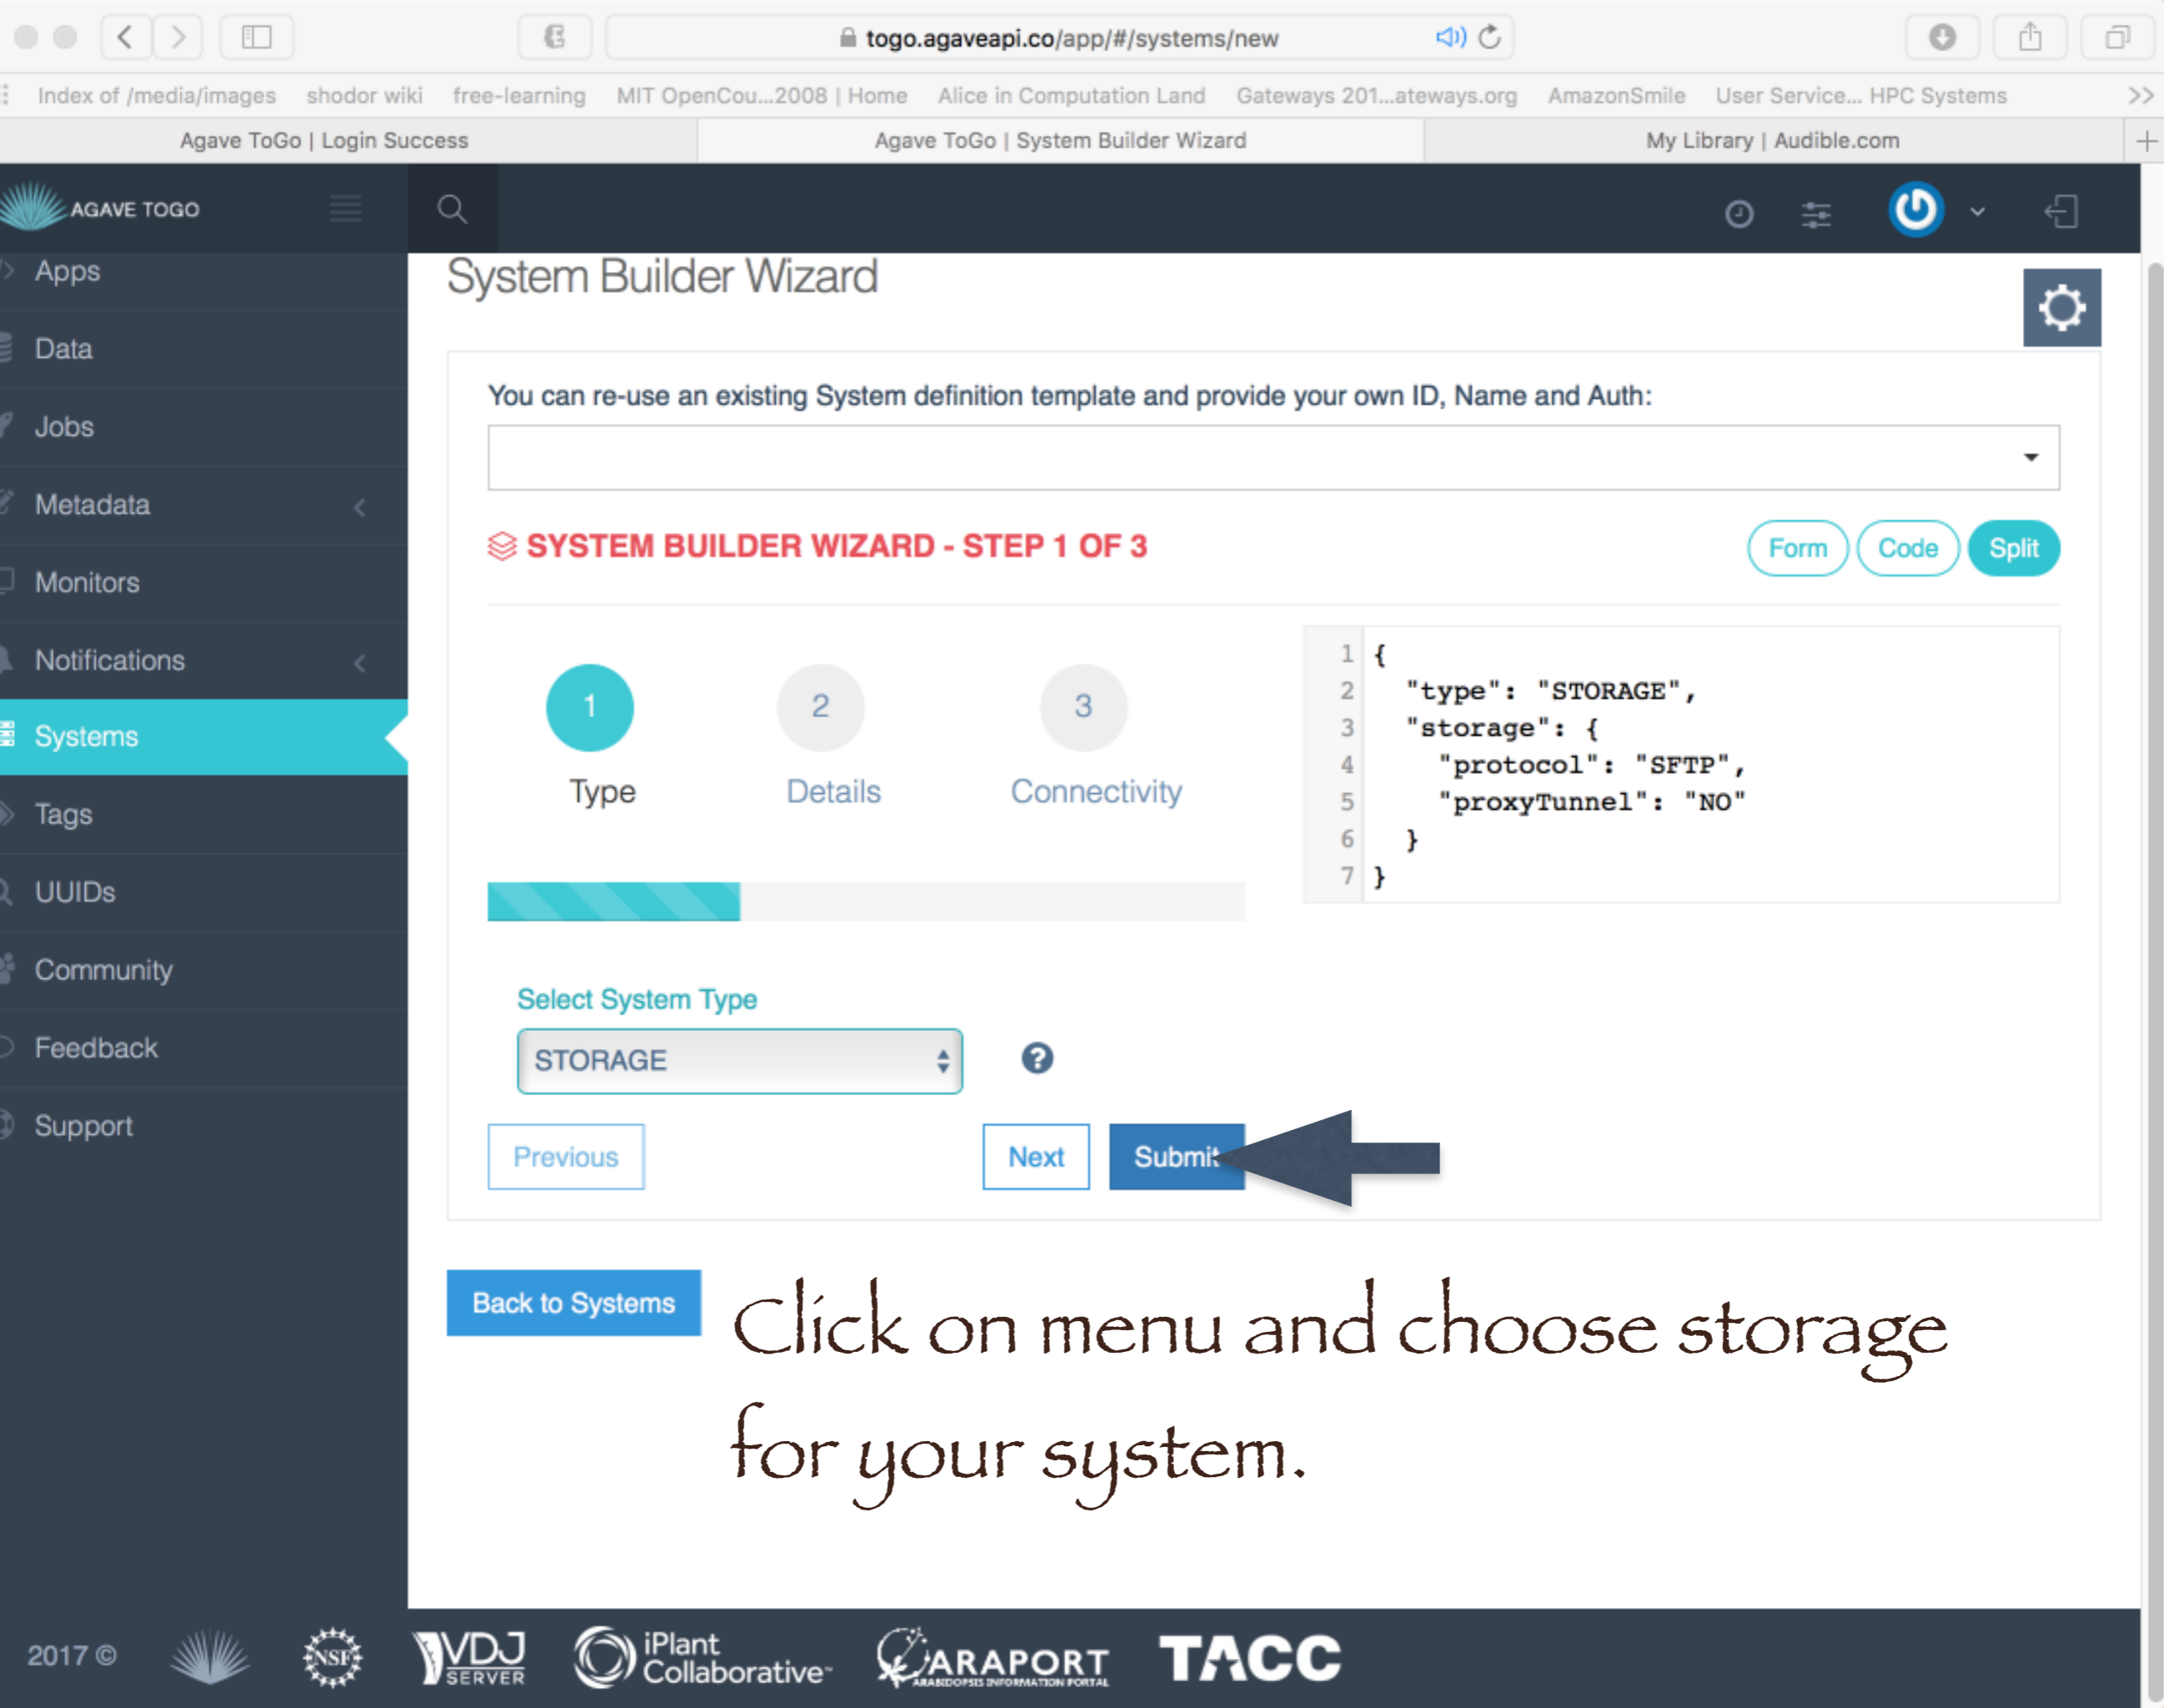 togo.agaveapi.co/app/#/systems/new
Index of /media/images shodor wiki free-learning MIT OpenCou...2008 | Home Alice in Computation Land Gateways 201...ateways.org AmazonSmile User Service... HPC Systems >>
Agave ToGo | Login Success Agave ToGo | System Builder Wizard My Library | Audible.com +
AGAVE TOGO
Apps
Data
Jobs
Metadata
Monitors
Notifications
Systems
Tags
UUIDs
Community
Feedback
Support
System Builder Wizard
You can re-use an existing System definition template and provide your own ID, Name and Auth:
SYSTEM BUILDER WIZARD - STEP 1 OF 3
Form Code Split
1 2 3
Type Details Connectivity
1 {
2 "type": "STORAGE",
3 "storage": {
4 "protocol": "SFTP",
5 "proxyTunnel": "NO"
6 }
7 }
Select System Type
STORAGE ?
Previous Next Submit
Back to Systems
Click on menu and choose storage
for your system.
2017 © NSF VDJ SERVER iPlant Collaborative ARAPORT ARABIDOPSIS INFORMATION PORTAL TACC